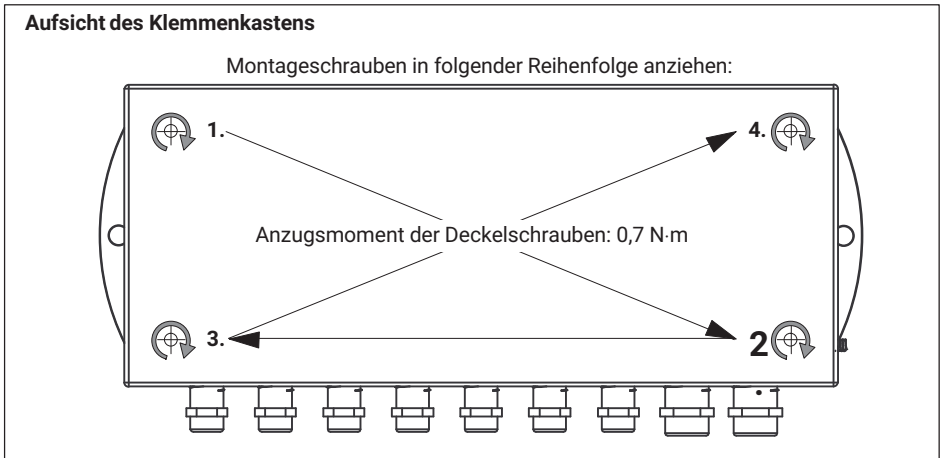 Aufsicht des Klemmenkastens
Montageschrauben in folgender Reihenfolge anziehen:
1.
4.
Anzugsmoment der Deckelschrauben: 0,7 N·m
3.
2